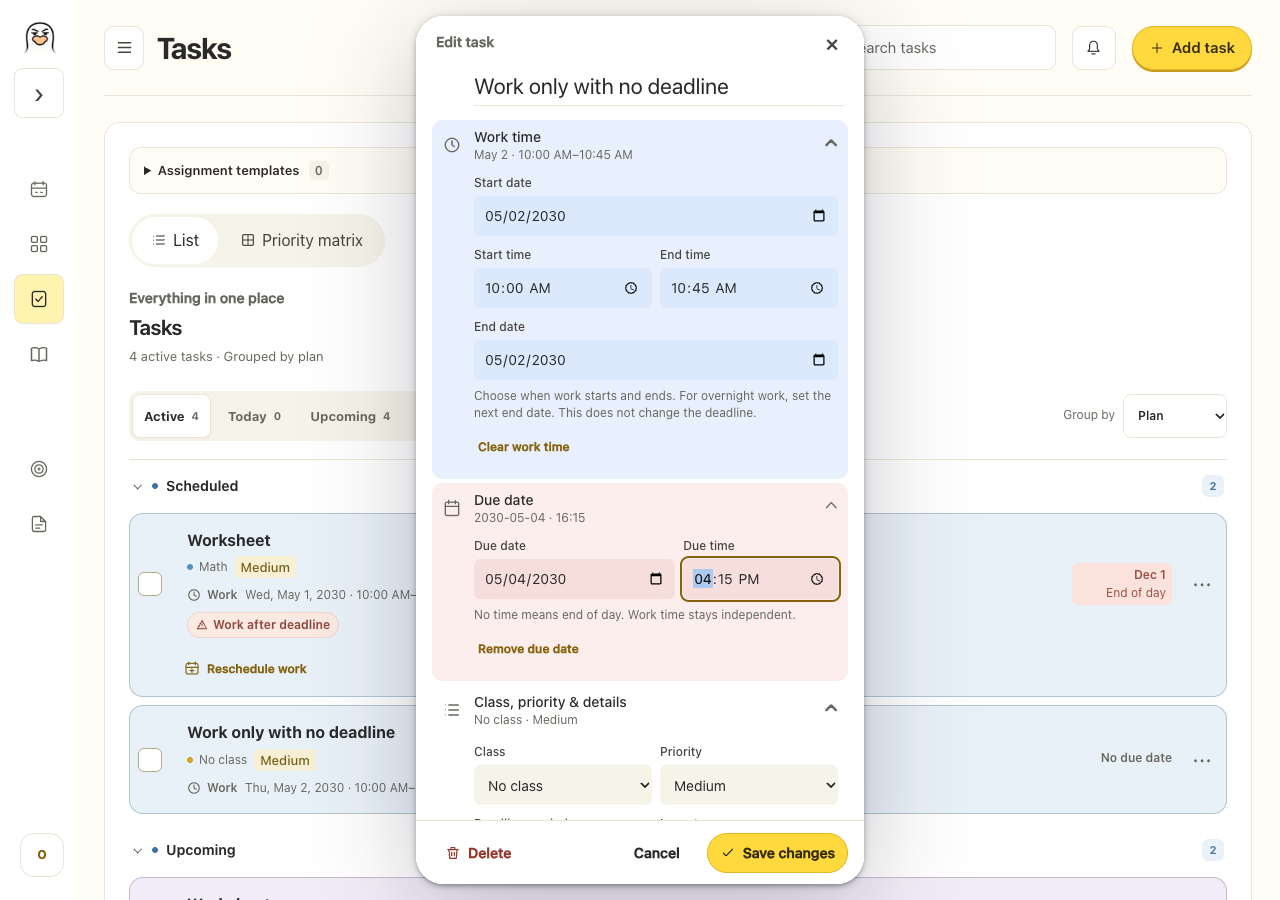 Tasks
earch tasks
Add task
Assignment templates 0
List
Priority matrix
Everything in one place
Tasks
4 active tasks · Grouped by plan
Active 4
Today 0
Upcoming 4
Group by
Plan
Scheduled
2
Worksheet
Math Medium
Work Wed, May 1, 2030 · 10:00 AM–
Work after deadline
Reschedule work
Dec 1
End of day
Work only with no deadline
No class Medium
Work Thu, May 2, 2030 · 10:00 AM–
No due date
Upcoming
2
o
Edit task
Work only with no deadline
Work time
May 2 · 10:00 AM–10:45 AM
Start date
05/02/2030
Start time
End time
10:00 AM
10:45 AM
End date
05/02/2030
Choose when work starts and ends. For overnight work, set the
next end date. This does not change the deadline.
Clear work time
Due date
2030-05-04 · 16:15
Due date
Due time
05/04/2030
04:15 PM
No time means end of day. Work time stays independent.
Remove due date
Class, priority & details
No class · Medium
Class
Priority
No class
Medium
Delete
Cancel
Save changes